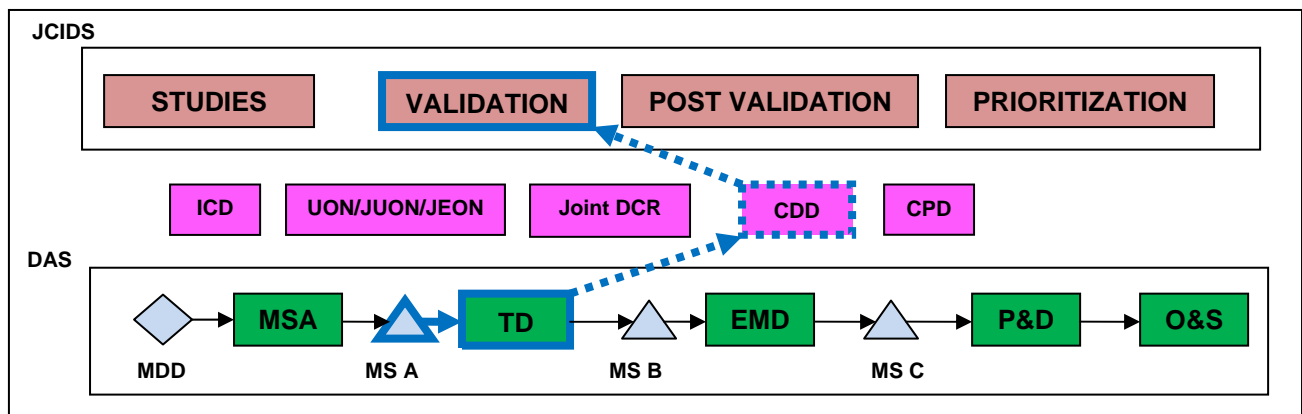 JCIDS
STUDIES
VALIDATION
POST VALIDATION
PRIORITIZATION
ICD
UON/JUON/JEON
Joint DCR
CDD
CPD
DAS
MSA
TD
EMD
P&D
O&S
MDD
MS A
MS B
MS C